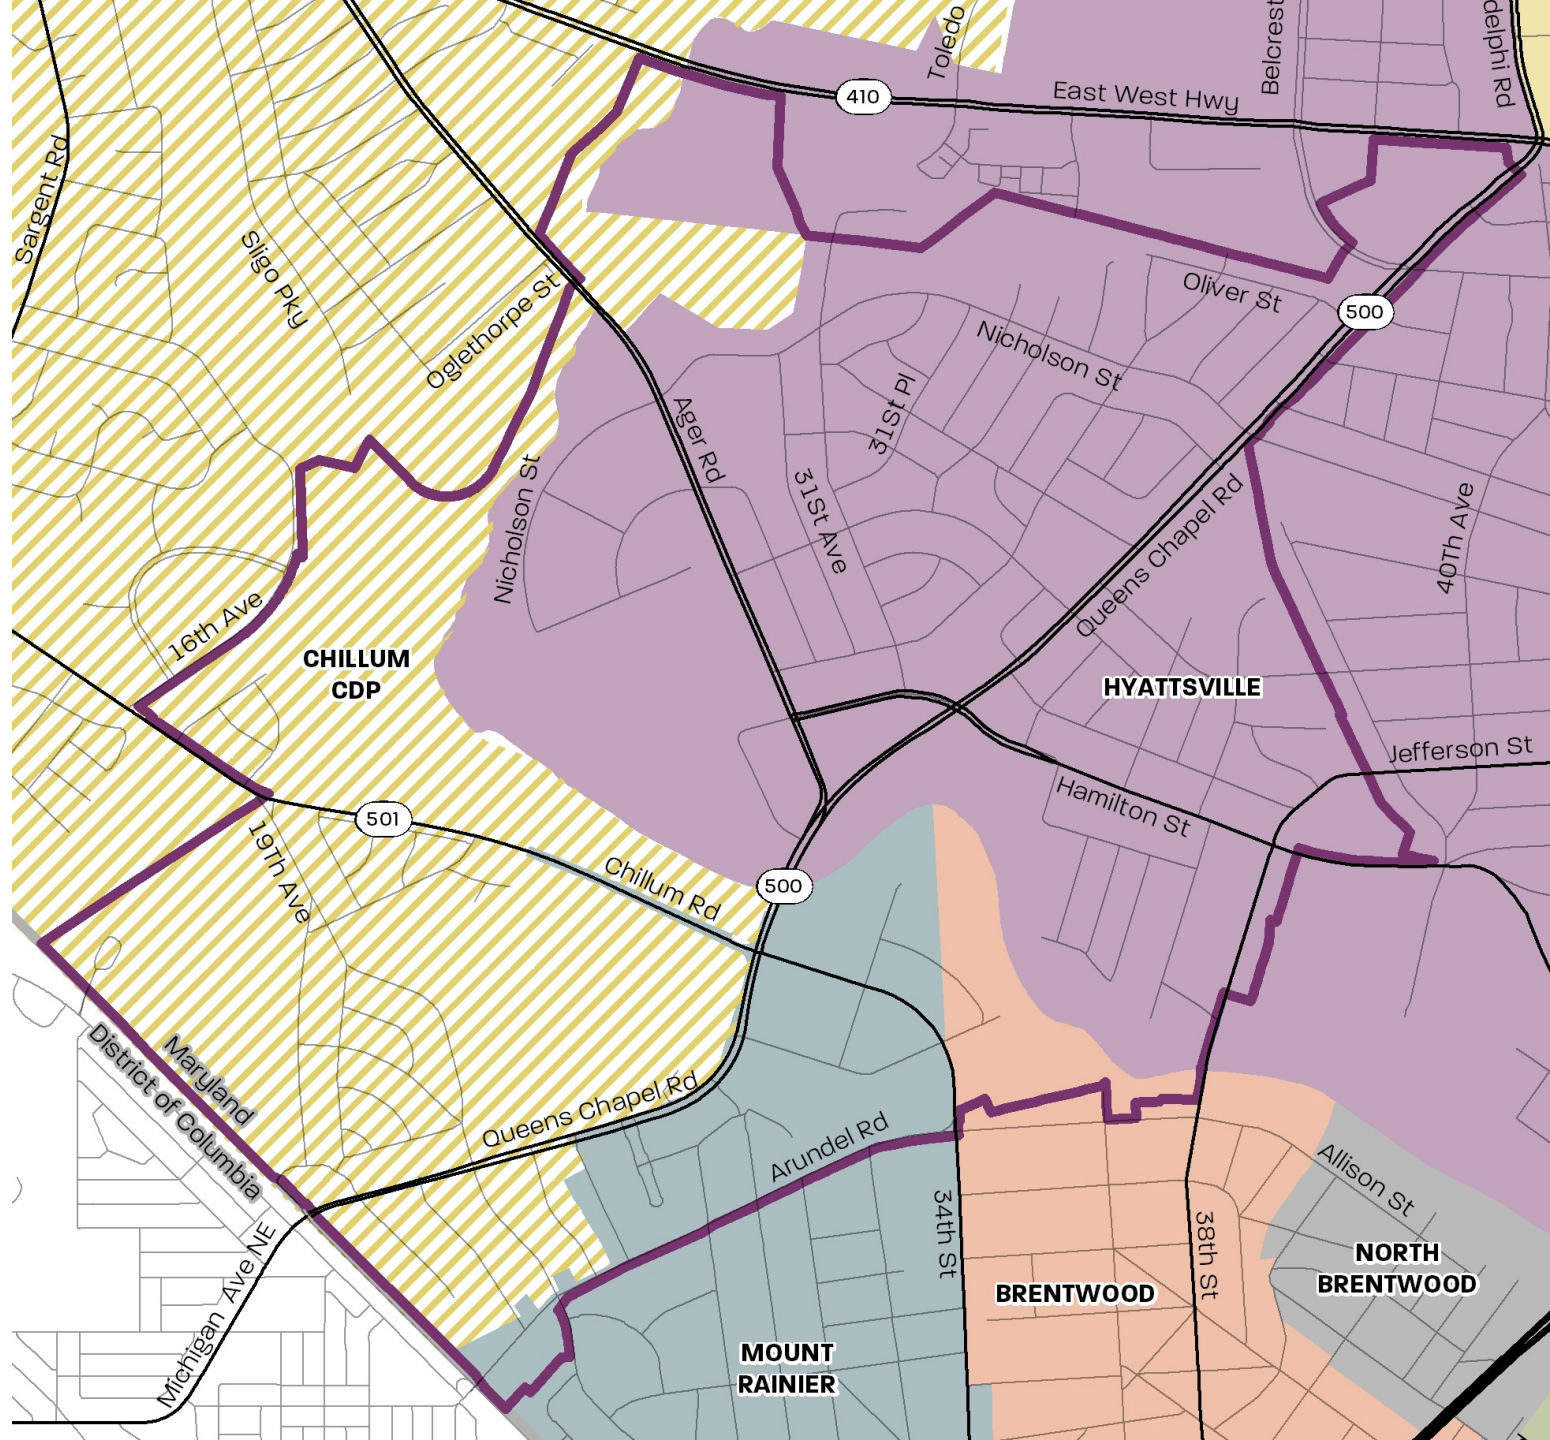 Toledo
Belcrest
delphi Rd
410
East West Hwy
Sargent Rd
Sligo Pky
Oglethorpe St
Oliver St
500
Nicholson St
31St Pl
Ager Rd
31St Ave
Nicholson St
Queens Chapel Rd
40Th Ave
16th Ave
CHILLUM
CDP
HYATTSVILLE
Jefferson St
Hamilton St
501
19Th Ave
Chillum Rd
500
Maryland
District of Columbia
Queens Chapel Rd
Arundel Rd
Allison St
34th St
38th St
Michigan Ave NE
NORTH
BRENTWOOD
BRENTWOOD
MOUNT
RAINIER